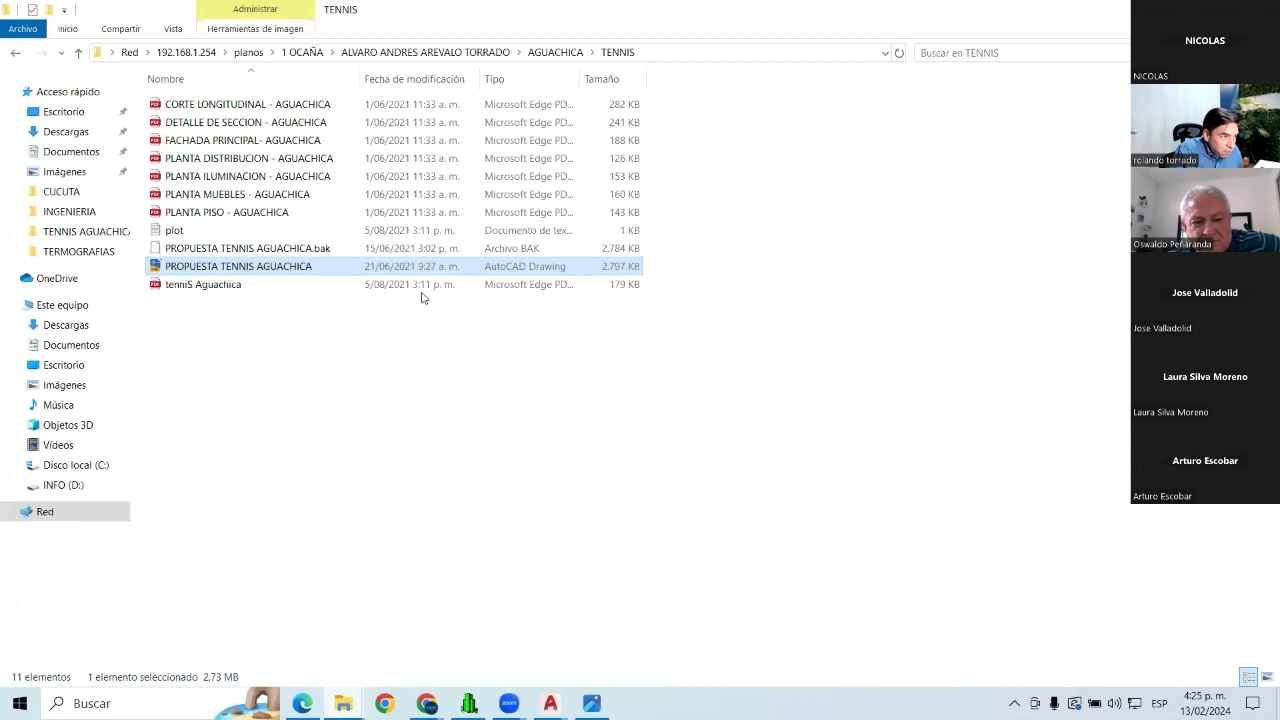 Administrar
TENNIS
Archivo
Inicio
Compartir
Vista
Herramientas de imagen
Red
192.168.1.254
planos
1 OCAÑA
ALVARO ANDRES AREVALO TORRADO
AGUACHICA
TENNIS
Buscar en TENNIS
Acceso rápido
Escritorio
Descargas
Documentos
Imágenes
CUCUTA
INGENIERIA
TENNIS AGUACHIC
TERMOGRAFIAS
OneDrive
Este equipo
Descargas
Documentos
Escritorio
Imágenes
Música
Objetos 3D
Vídeos
Disco local (C:)
INFO (D:)
Red
Nombre Fecha de modificación Tipo Tamaño
CORTE LONGITUDINAL - AGUACHICA 1/06/2021 11:33 a. m. Microsoft Edge PD... 282 KB
DETALLE DE SECCION - AGUACHICA 1/06/2021 11:33 a. m. Microsoft Edge PD... 241 KB
FACHADA PRINCIPAL- AGUACHICA 1/06/2021 11:33 a. m. Microsoft Edge PD... 188 KB
PLANTA DISTRIBUCION - AGUACHICA 1/06/2021 11:33 a. m. Microsoft Edge PD... 126 KB
PLANTA ILUMINACION - AGUACHICA 1/06/2021 11:33 a. m. Microsoft Edge PD... 153 KB
PLANTA MUEBLES - AGUACHICA 1/06/2021 11:33 a. m. Microsoft Edge PD... 160 KB
PLANTA PISO - AGUACHICA 1/06/2021 11:33 a. m. Microsoft Edge PD... 143 KB
plot 5/08/2021 3:11 p. m. Documento de tex... 1 KB
PROPUESTA TENNIS AGUACHICA.bak 15/06/2021 3:02 p. m. Archivo BAK 2.784 KB
PROPUESTA TENNIS AGUACHICA 21/06/2021 9:27 a. m. AutoCAD Drawing 2.797 KB
tenniS Aguachica 5/08/2021 3:11 p. m. Microsoft Edge PD... 179 KB
NICOLAS
NICOLAS
rolando torrado
Oswaldo Peñaranda
Jose Valladolid
Jose Valladolid
Laura Silva Moreno
Laura Silva Moreno
Arturo Escobar
Arturo Escobar
11 elementos 1 elemento seleccionado 2,73 MB
Buscar
zoom
ESP
4:25 p. m.
13/02/2024